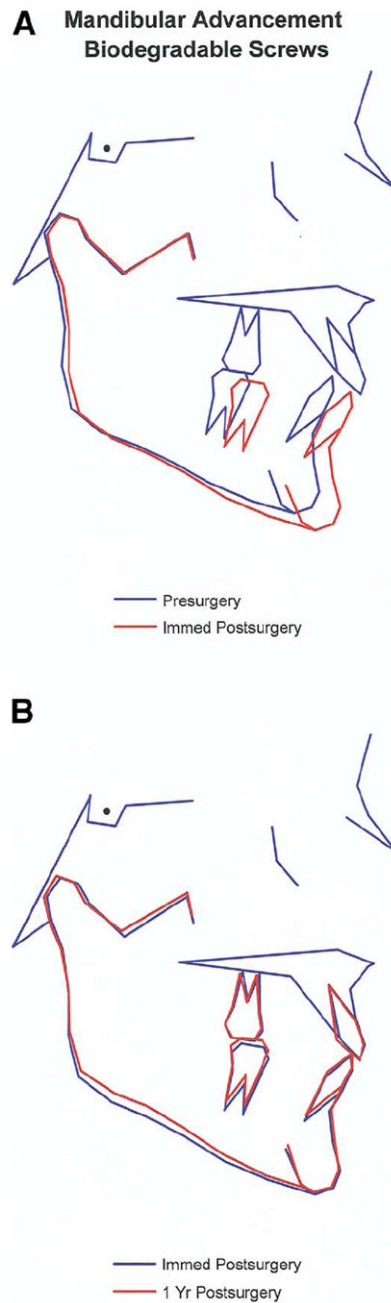 A
Mandibular Advancement
Biodegradable Screws
Presurgery
Immed Postsurgery
B
Immed Postsurgery
1 Yr Postsurgery